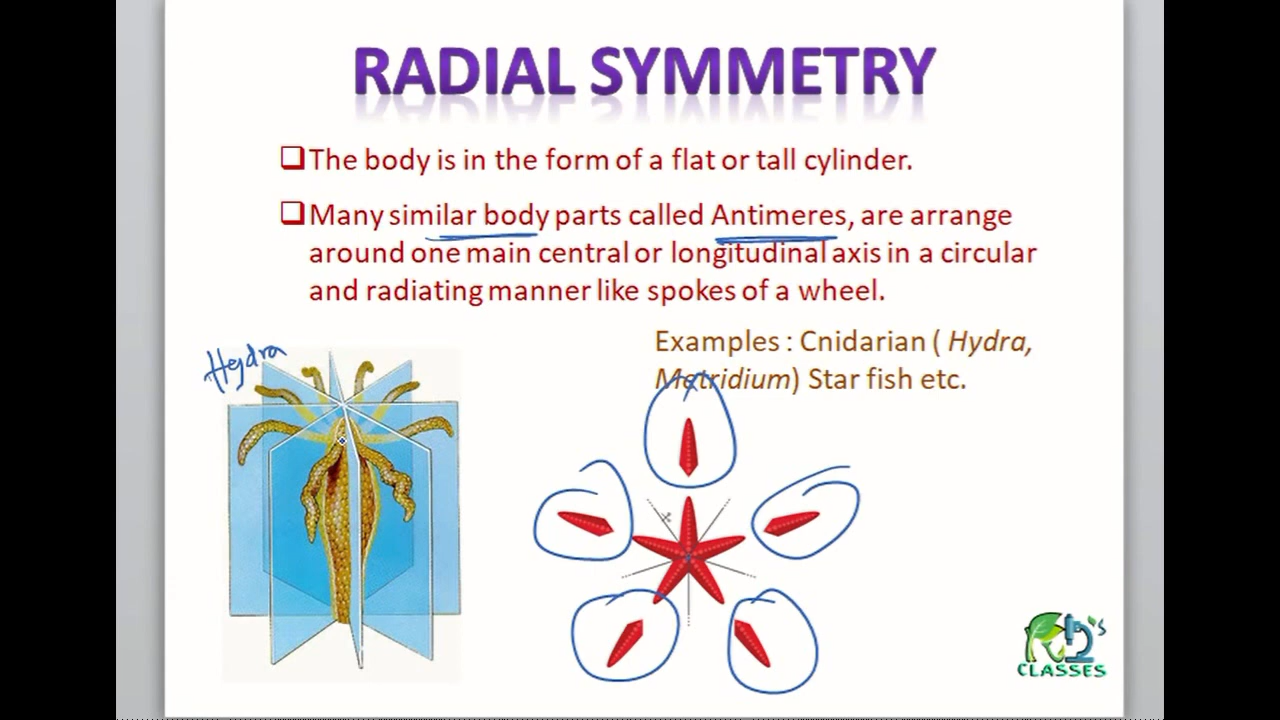 RADIAL SYMMETRY
❑The body is in the form of a flat or tall cylinder.
❑Many similar body parts called Antimeres, are arrange
around one main central or longitudinal axis in a circular
and radiating manner like spokes of a wheel.
Examples : Cnidarian ( Hydra,
Metridium) Star fish etc.
Hydra
RD's
CLASSES